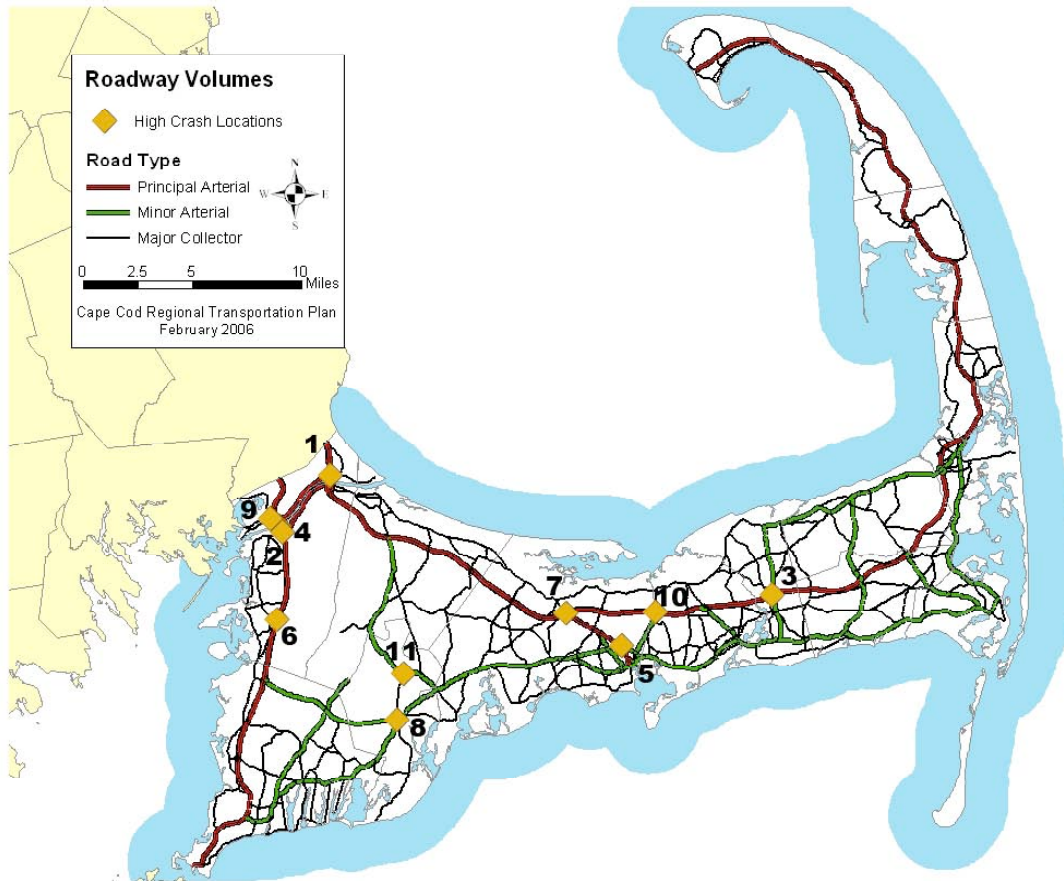 Roadway Volumes
High Crash Locations
Road Type
N
W E
S
Principal Arterial
Minor Arterial
Major Collector
0 2.5 5 10
Miles
Cape Cod Regional Transportation Plan
February 2006
1
9
4
2
7
10
3
6
11
5
8